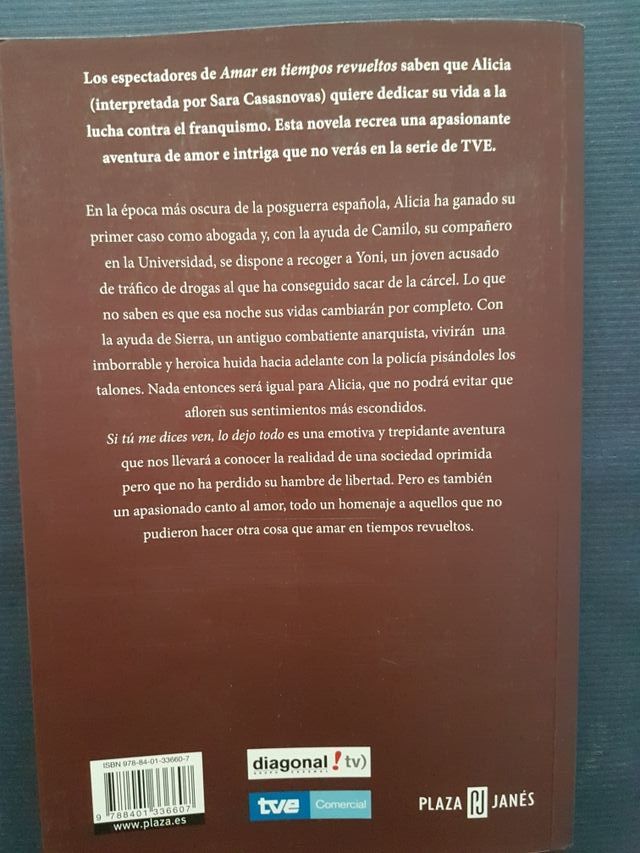 Los espectadores de Amar en tiempos revueltos saben que Alicia
(interpretada por Sara Casasnovas) quiere dedicar su vida a la
lucha contra el franquismo. Esta novela recrea una apasionante
aventura de amor e intriga que no verás en la serie de TVE.
En la época más oscura de la posguerra española, Alicia ha ganado su
primer caso como abogada y, con la ayuda de Camilo, su compañero
en la Universidad, se dispone a recoger a Yoni, un joven acusado
de tráfico de drogas al que ha conseguido sacar de la cárcel. Lo que
no saben es que esa noche sus vidas cambiarán por completo. Con
la ayuda de Sierra, un antiguo combatiente anarquista, vivirán una
imborrable y heroica huida hacia adelante con la policía pisándoles los
talones. Nada entonces será igual para Alicia, que no podrá evitar que
afloren sus sentimientos más escondidos.
Si tú me dices ven, lo dejo todo es una emotiva y trepidante aventura
que nos llevará a conocer la realidad de una sociedad oprimida
pero que no ha perdido su hambre de libertad. Pero es también
un apasionado canto al amor, todo un homenaje a aquellos que no
pudieron hacer otra cosa que amar en tiempos revueltos.
ISBN 978-84-01-33660-7
9 788401 336607
www.plaza.es
diagonal!tv)
tve Comercial
PLAZA JANÉS